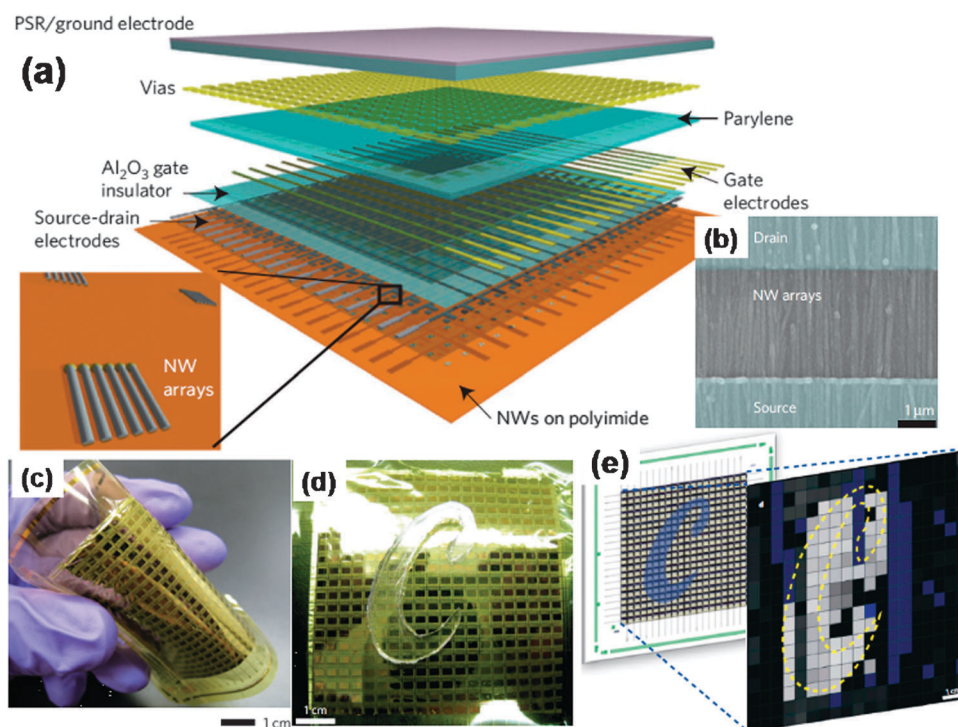 PSR/ground electrode
(a)
Vias
Parylene
Al₂O₃ gate
insulator
Gate
electrodes
Source-drain
electrodes
NW
arrays
NWs on polyimide
(b)
Drain
NW arrays
Source
1 μm
(c)
1 cm
(d)
1 cm
(e)
1 cm